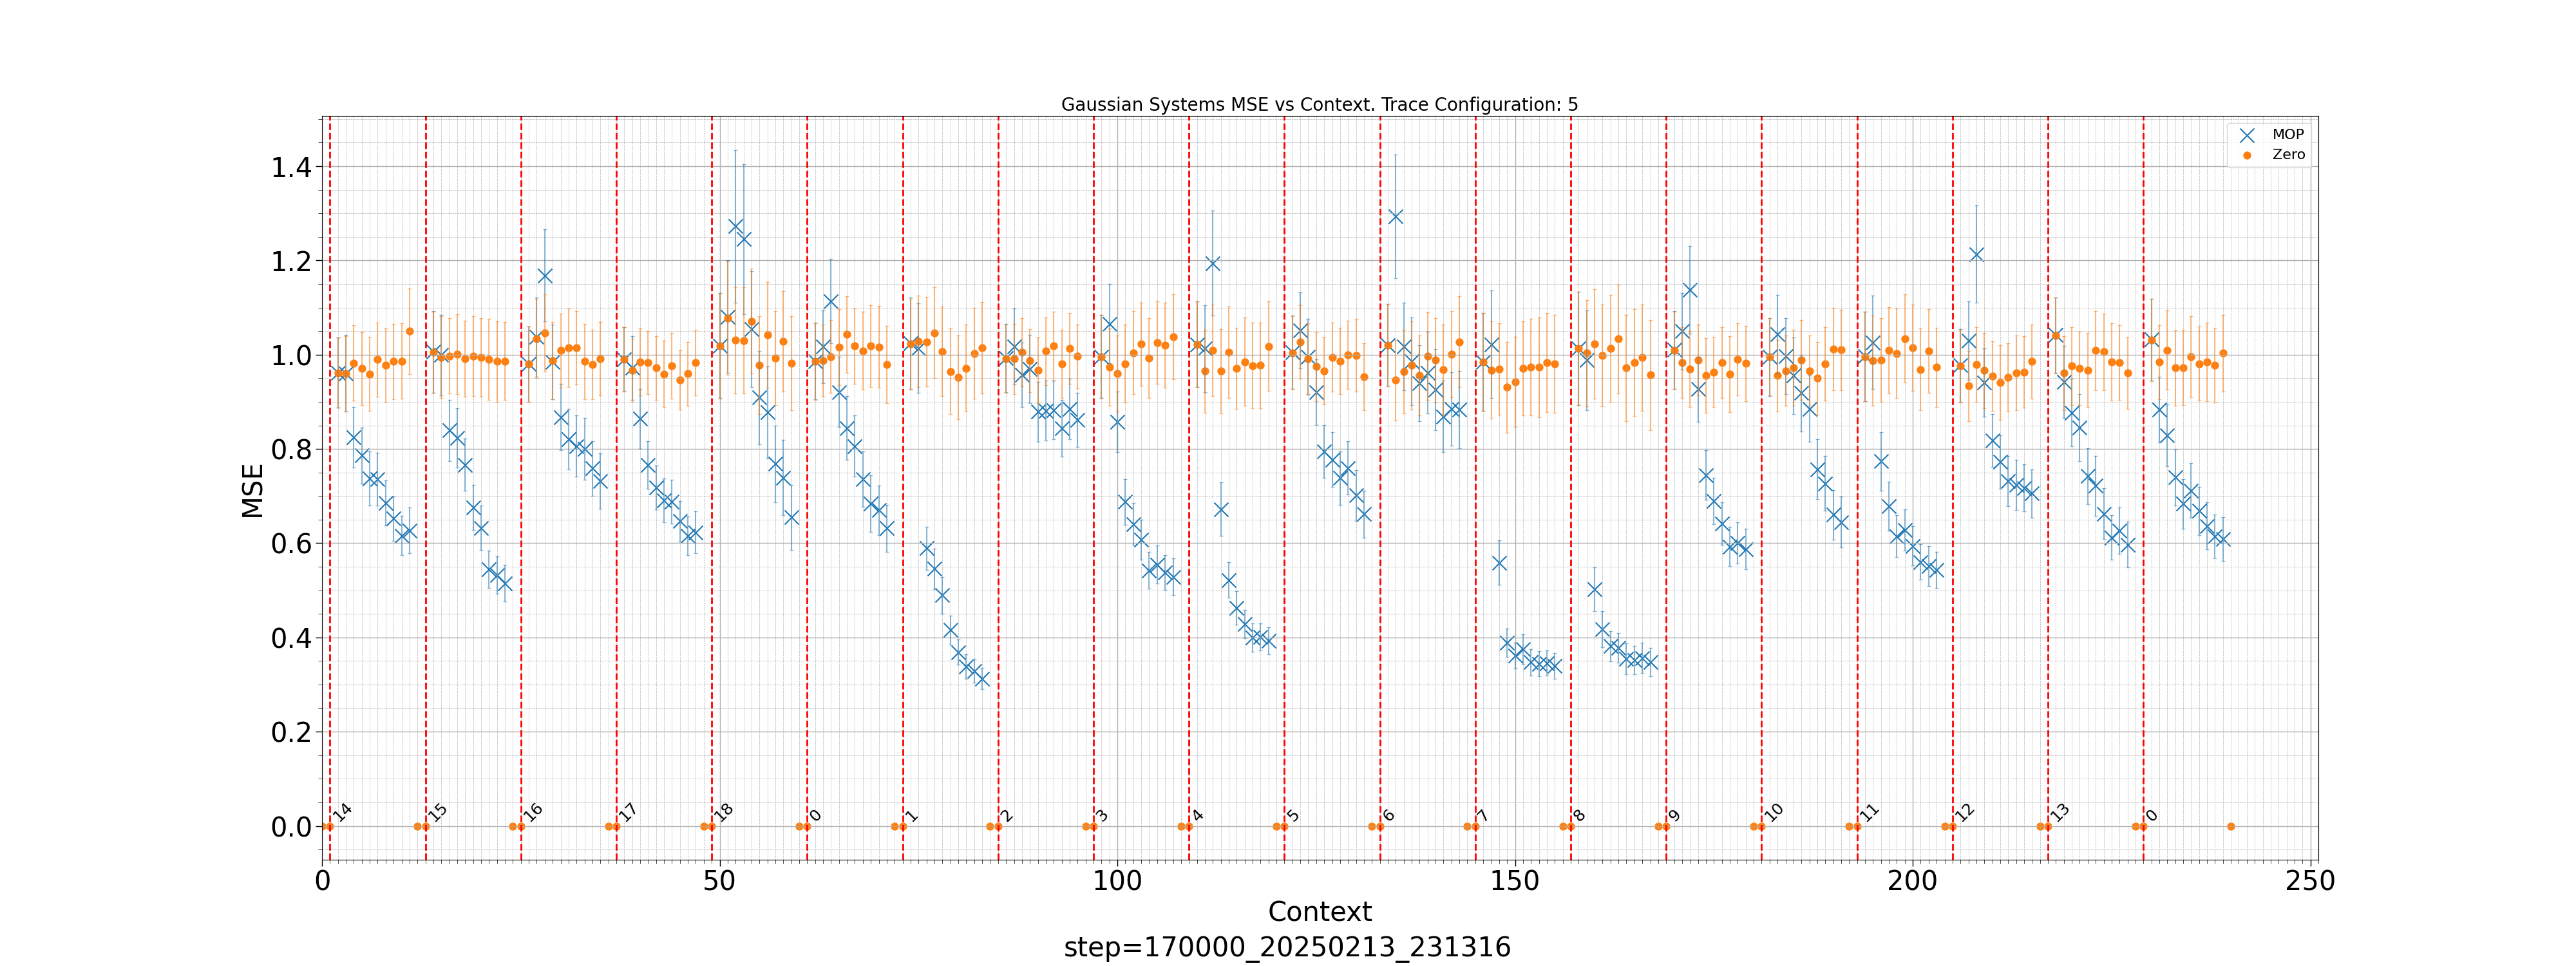 Gaussian Systems MSE vs Context. Trace Configuration: 5
MOP
Zero
1.4
1.2
1.0
0.8
0.6
0.4
0.2
0.0
MSE
14 15 16 17 18 0 1 2 3 4 5 6 7 8 9 10 11 12 13 0
0 50 100 150 200 250
Context
step=170000_20250213_231316